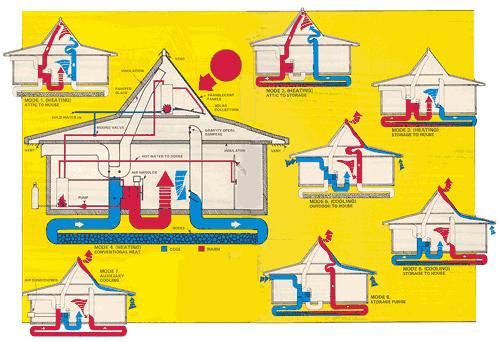 MODE 1. (HEATING)
ATTIC TO HOUSE
VENT
INSULATION
PAINTED
BLACK
TRANSLUCENT
PANELS
SOLAR
COLLECTORS
COLD WATER IN
MIXING VALVE
GRAVITY-OPEN
DAMPERS
VENT
VENT
HOT WATER TO HOUSE
INSULATION
AIR HANDLER
PUMP
ROCKS
MODE 4. (HEATING)
CONVENTIONAL HEAT
COOL
WARM
MODE 2. (HEATING)
ATTIC TO STORAGE
MODE 3. (HEATING)
STORAGE TO HOUSE
MODE 5. (COOLING)
OUTDOOR TO HOUSE
MODE 6. (COOLING)
STORAGE TO HOUSE
AIR CONDITIONER
MODE 7.
AUXILIARY
COOLING
MODE 8.
STORAGE PURGE